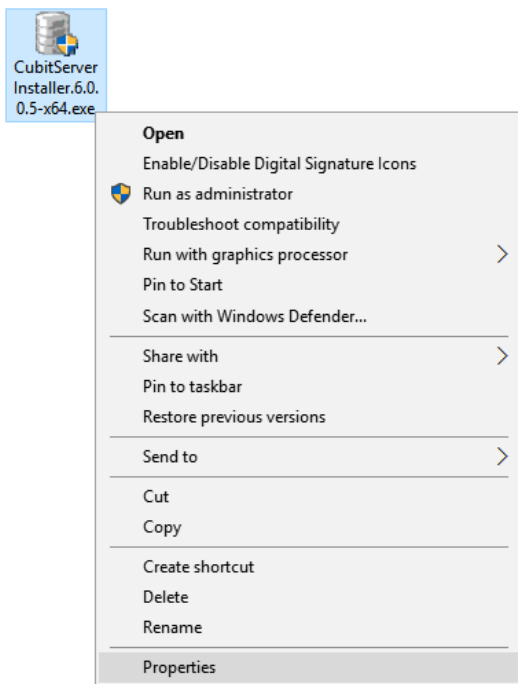 CubitServer
Installer.6.0.
0.5-x64.exe
Open
Enable/Disable Digital Signature Icons
Run as administrator
Troubleshoot compatibility
Run with graphics processor
Pin to Start
Scan with Windows Defender...
Share with
Pin to taskbar
Restore previous versions
Send to
Cut
Copy
Create shortcut
Delete
Rename
Properties